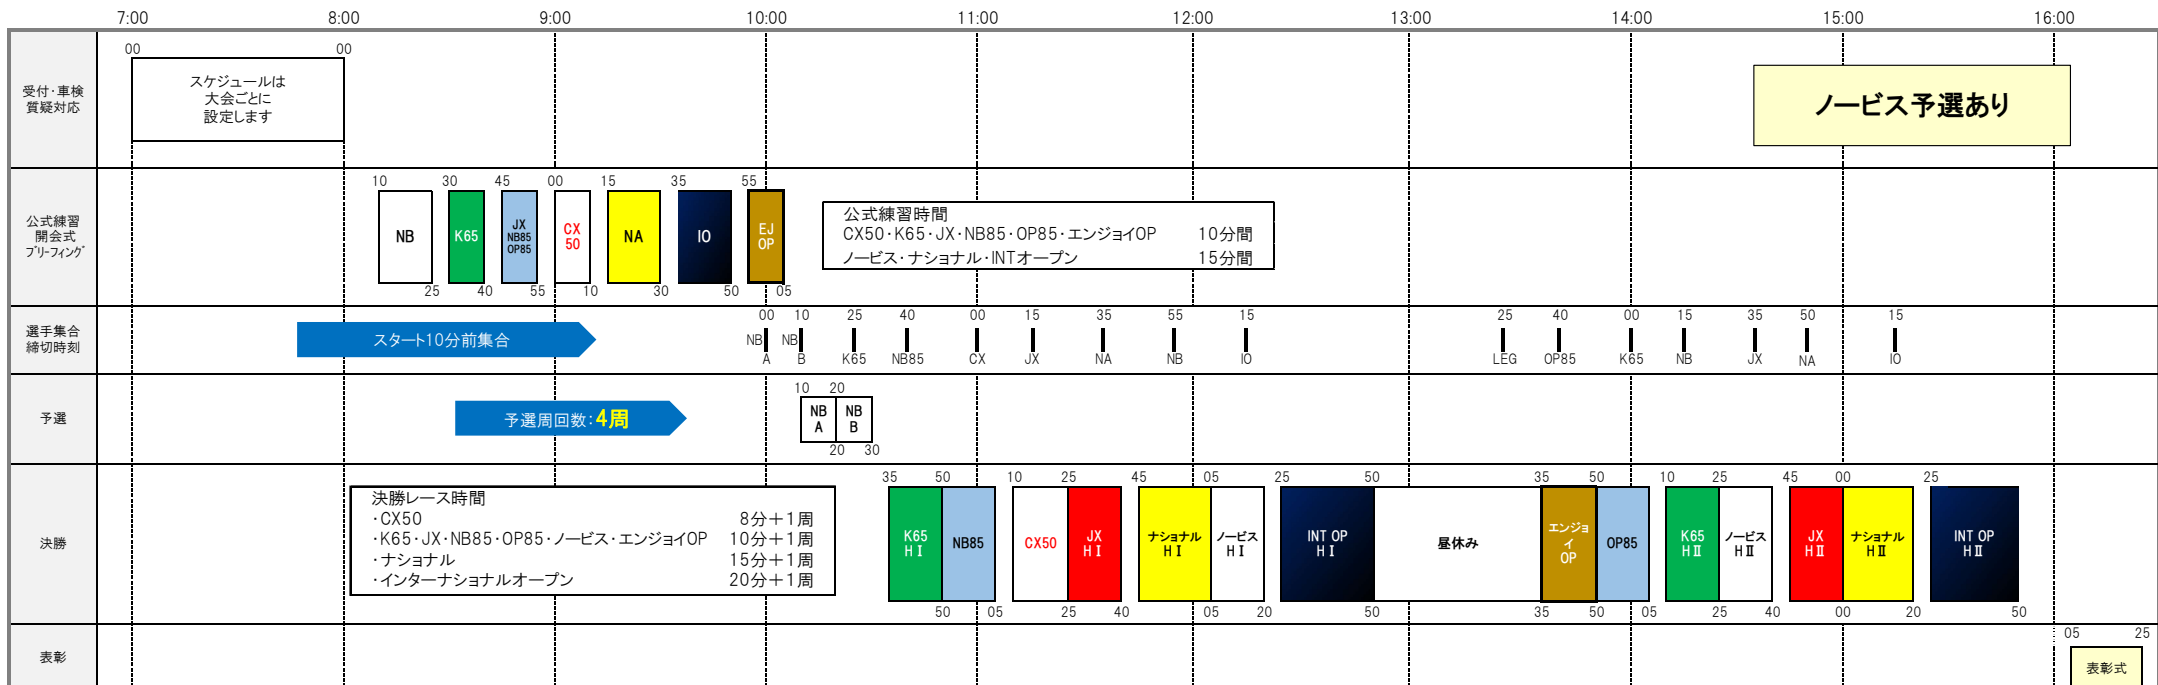 7:00 8:00 9:00 10:00 11:00 12:00 13:00 14:00 15:00 16:00
受付・車検
質疑対応
00 00
スケジュールは
大会ごとに
設定します
ノービス予選あり
公式練習
開会式
ブリーフィング
10 30 45 00 15 35 55
NB
K65
JX
NB85
OP85
CX
50
NA
IO
EJ
OP
25 40 55 10 30 50 05
公式練習時間
CX50・K65・JX・NB85・OP85・エンジョイOP 10分間
ノービス・ナショナル・INTオープン 15分間
選手集合
締切時刻
スタート10分前集合
00 10 25 40 00 15 35 55 15 25 40 00 15 35 50 15
NB NB
A B K65 NB85 CX JX NA NB IO LEG OP85 K65 NB JX NA IO
予選
予選周回数:4周
10 20
NB
A
NB
B
20 30
決勝
決勝レース時間
・CX50 8分+1周
・K65・JX・NB85・OP85・ノービス・エンジョイOP 10分+1周
・ナショナル 15分+1周
・インターナショナルオープン 20分+1周
35 50 10 25 45 05 25 50 35 50 10 25 45 00 25
K65
HⅠ
NB85
CX50
JX
HⅠ
ナショナル
HⅠ
ノービス
HⅠ
INT OP
HⅠ
昼休み
エンジョ
イ
OP
OP85
K65
HⅡ
ノービス
HⅡ
JX
HⅡ
ナショナル
HⅡ
INT OP
HⅡ
50 05 25 40 05 20 50 35 50 05 25 40 00 20 50
表彰
05 25
表彰式